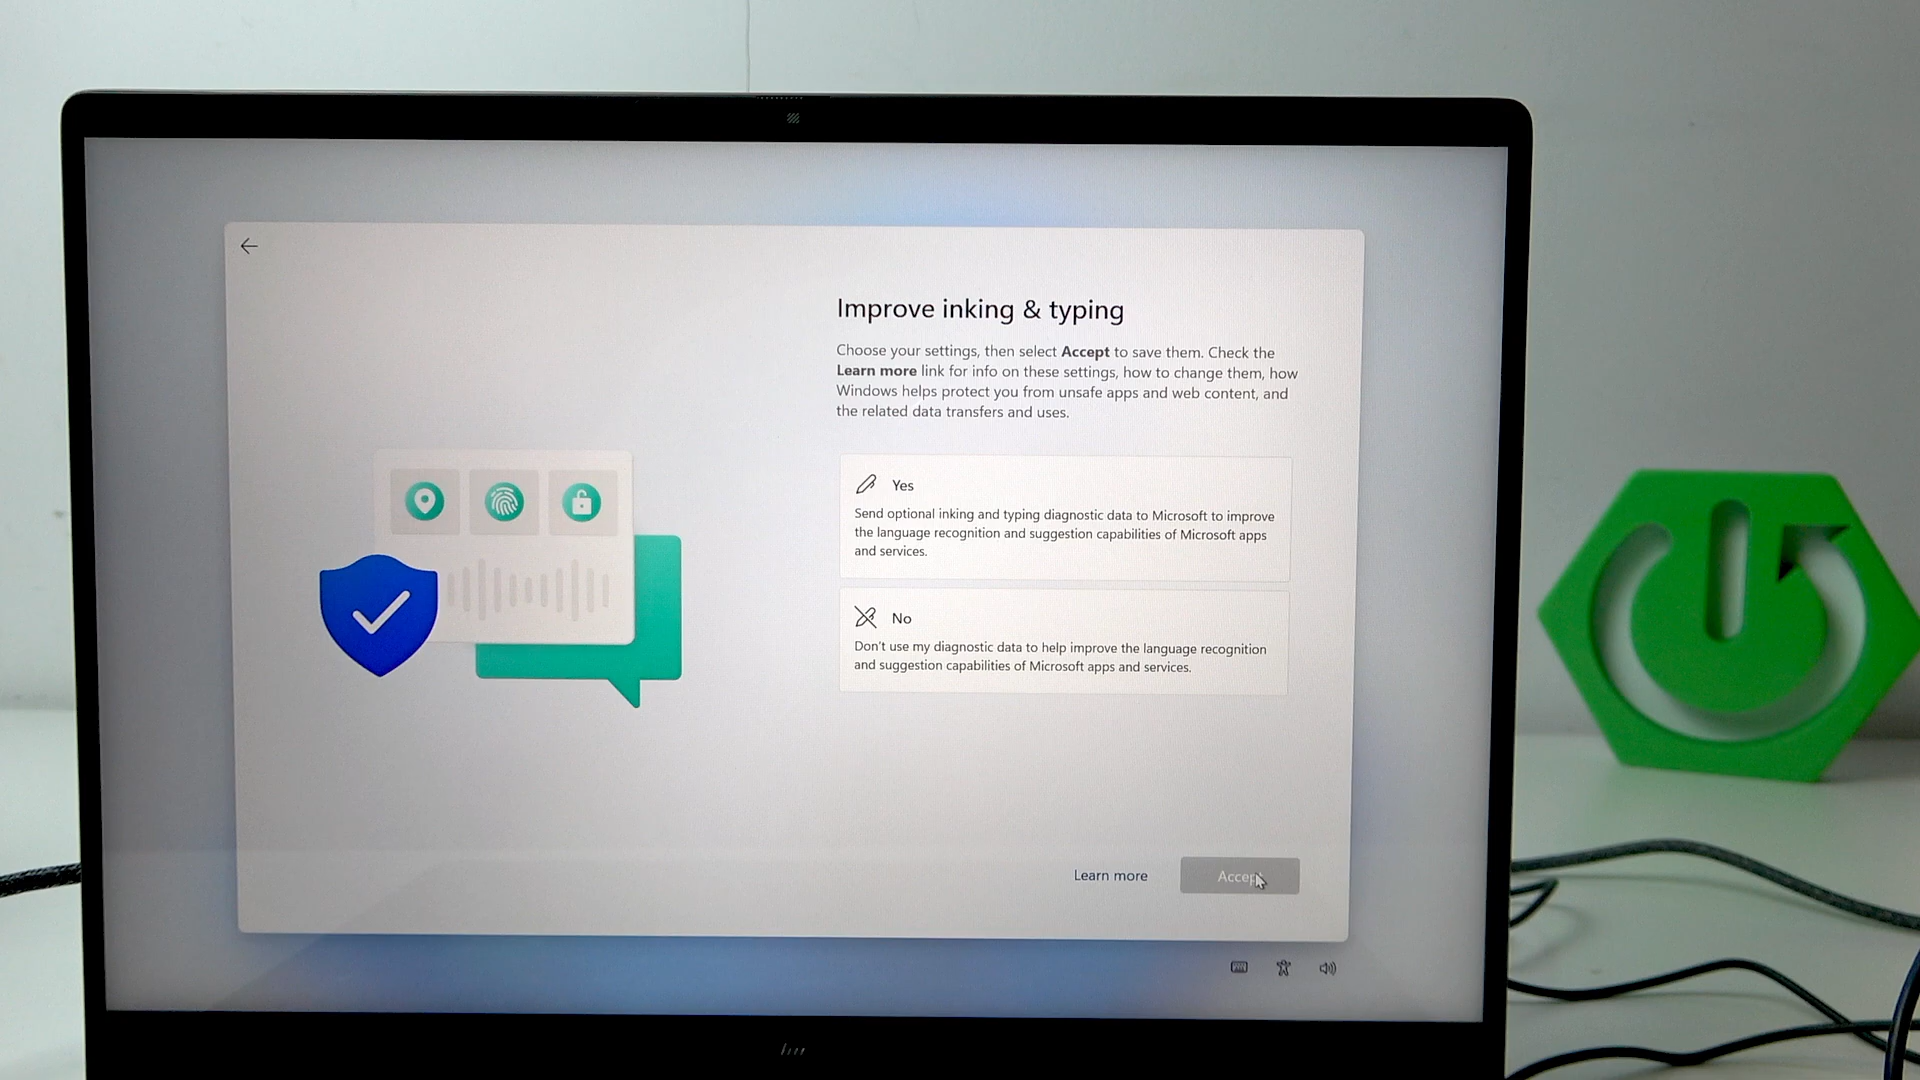 Improve inking & typing
Choose your settings, then select Accept to save them. Check the
Learn more link for info on these settings, how to change them, how
Windows helps protect you from unsafe apps and web content, and
the related data transfers and uses.
Yes
Send optional inking and typing diagnostic data to Microsoft to improve
the language recognition and suggestion capabilities of Microsoft apps
and services.
No
Don't use my diagnostic data to help improve the language recognition
and suggestion capabilities of Microsoft apps and services.
Learn more
Accept
hp